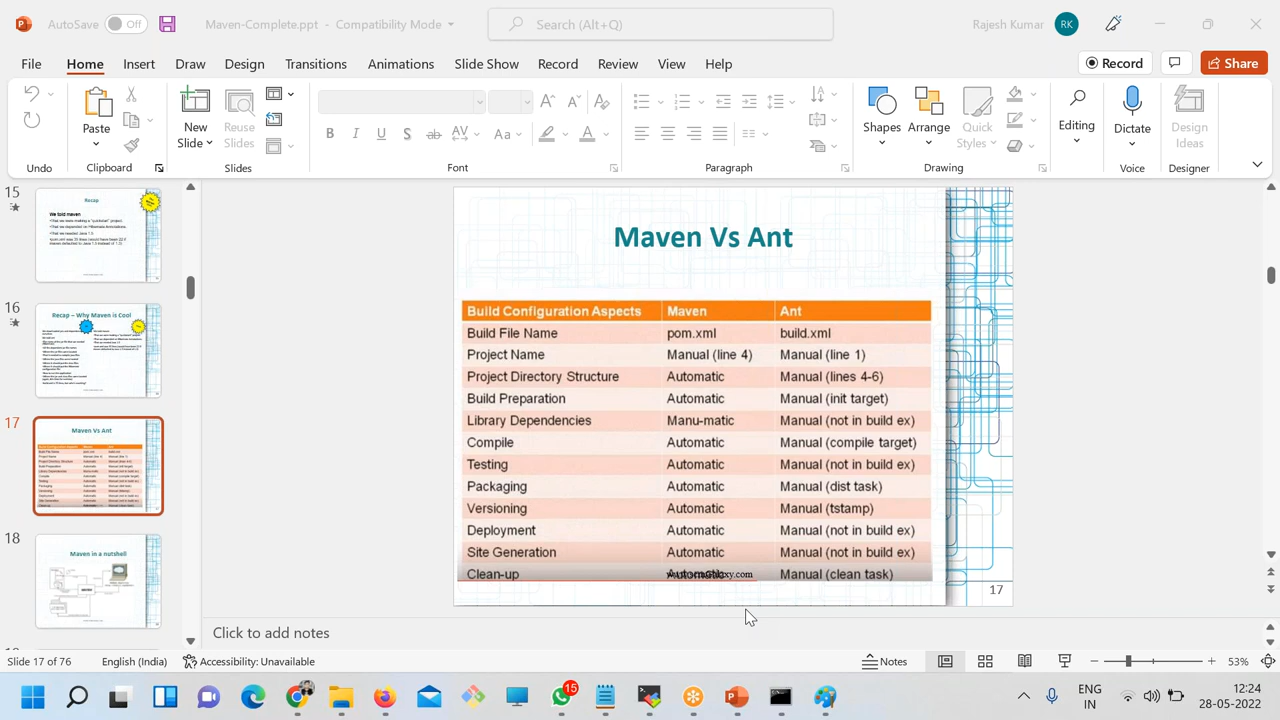 AutoSave Off Maven-Complete.ppt - Compatibility Mode Search (Alt+Q) Rajesh Kumar RK
File Home Insert Draw Design Transitions Animations Slide Show Record Review View Help Record Share
Paste New Slide Reuse Slides Shapes Arrange Quick Styles Editing Dictate Design Ideas
Undo Clipboard Slides Font Paragraph Drawing Voice Designer
15
Recap
We told maven
16
Recap – Why Maven is Cool
17
Maven Vs Ant
18
Maven in a nutshell
Maven Vs Ant
Build Configuration Aspects Maven Ant
Build File Name pom.xml build.xml
Project Name Manual (line 4) Manual (line 1)
Project Directory Structure Automatic Manual (lines 4-6)
Build Preparation Automatic Manual (init target)
Library Dependencies Manu-matic Manual (not in build ex)
Compile Automatic Manual (compile target)
Testing Automatic Manual (not in build ex)
Packaging Automatic Manual (dist task)
Versioning Automatic Manual (tstamp)
Deployment Automatic Manual (not in build ex)
Site Generation Automatic Manual (not in build ex)
Clean-up Automatic Manual (clean task)
17
Click to add notes
Slide 17 of 76 English (India) Accessibility: Unavailable Notes 53%
15 ENG IN 12:24 28-05-2022